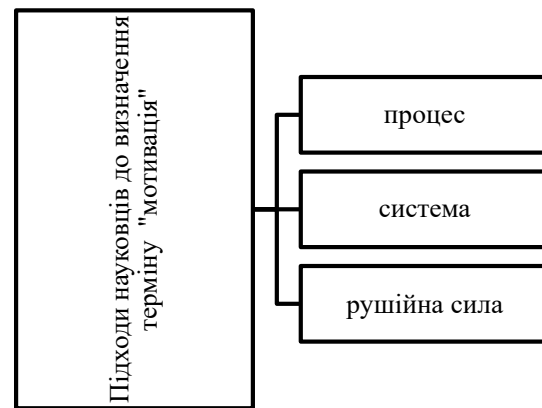 Підходи науковців до визначення
терміну "мотивація"
процес
система
рушійна сила